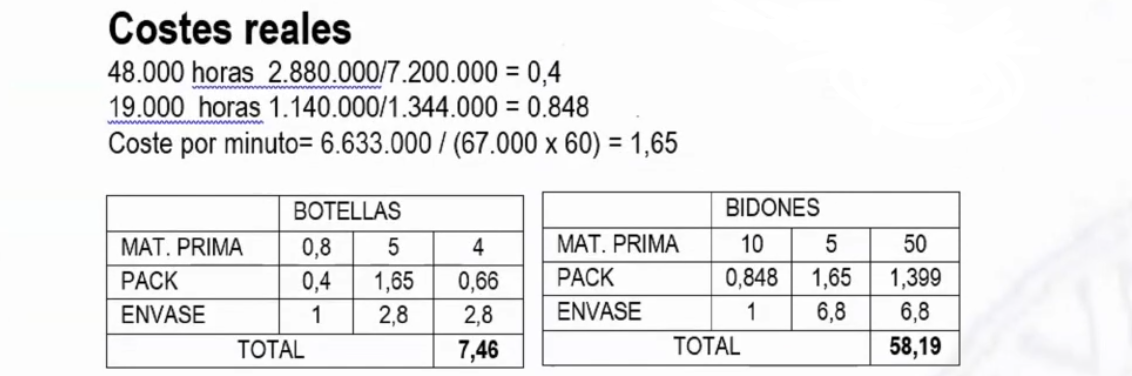 Costes reales
48.000 horas 2.880.000/7.200.000 = 0,4
19.000 horas 1.140.000/1.344.000 = 0.848
Coste por minuto= 6.633.000 / (67.000 x 60) = 1,65
BOTELLAS
MAT. PRIMA 0,8 5 4
PACK 0,4 1,65 0,66
ENVASE 1 2,8 2,8
TOTAL 7,46
BIDONES
MAT. PRIMA 10 5 50
PACK 0,848 1,65 1,399
ENVASE 1 6,8 6,8
TOTAL 58,19